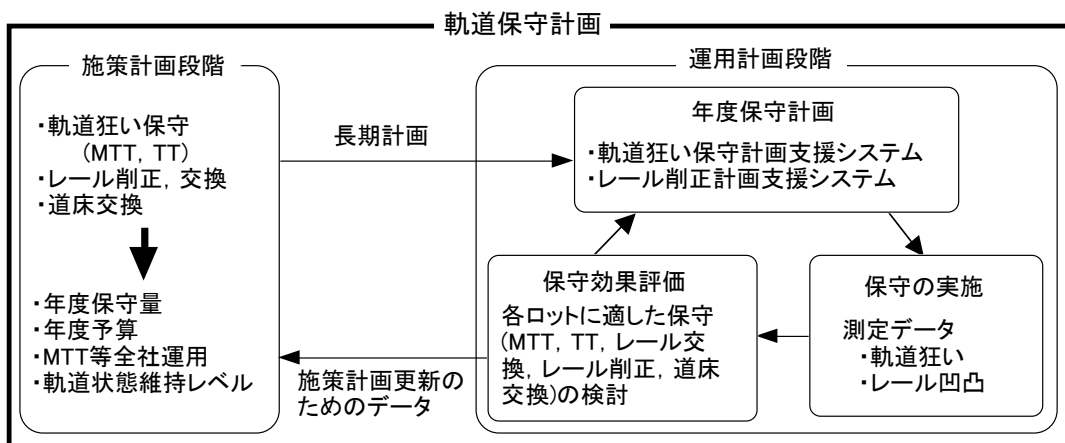 軌道保守計画
施策計画段階
・軌道狂い保守
(MTT, TT)
・レール削正, 交換
・道床交換
・年度保守量
・年度予算
・MTT等全社運用
・軌道状態維持レベル
長期計画
施策計画更新の
ためのデータ
運用計画段階
年度保守計画
・軌道狂い保守計画支援システム
・レール削正計画支援システム
保守効果評価
各ロットに適した保守
(MTT, TT, レール交
換, レール削正, 道床
交換)の検討
保守の実施
測定データ
・軌道狂い
・レール凹凸